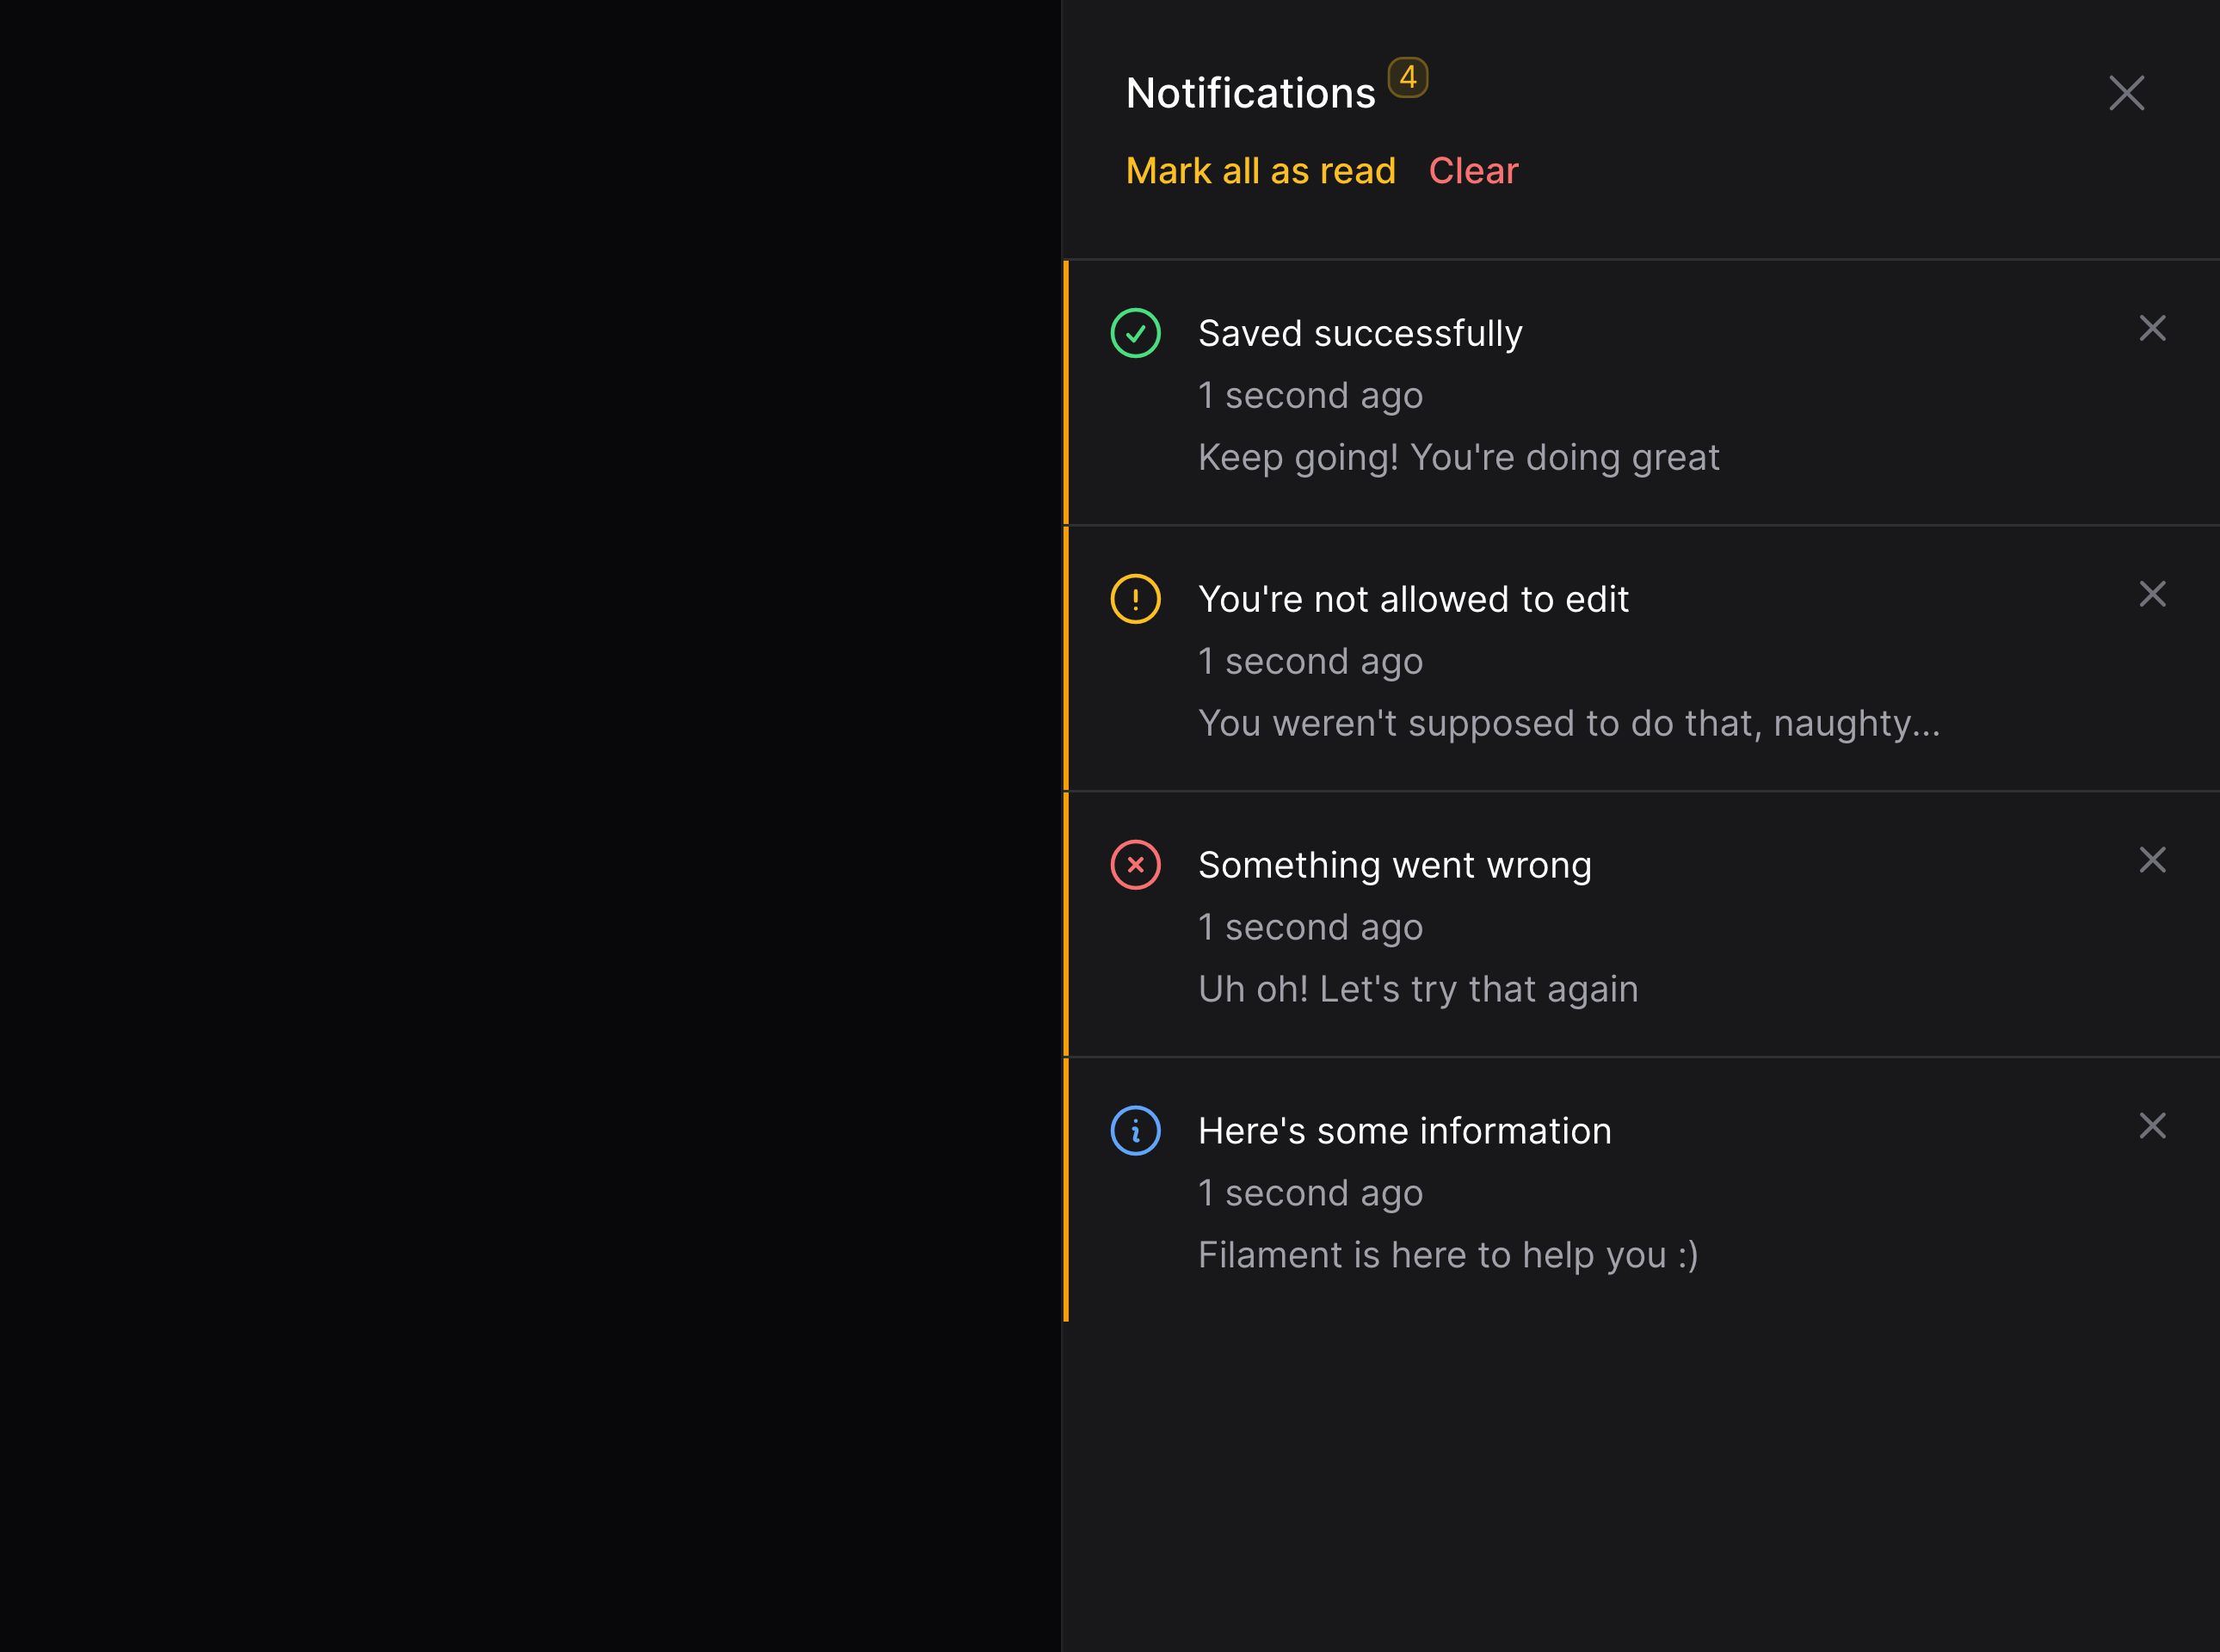 Notifications 4
Mark all as read Clear
Saved successfully
1 second ago
Keep going! You're doing great
You're not allowed to edit
1 second ago
You weren't supposed to do that, naughty...
Something went wrong
1 second ago
Uh oh! Let's try that again
Here's some information
1 second ago
Filament is here to help you :)